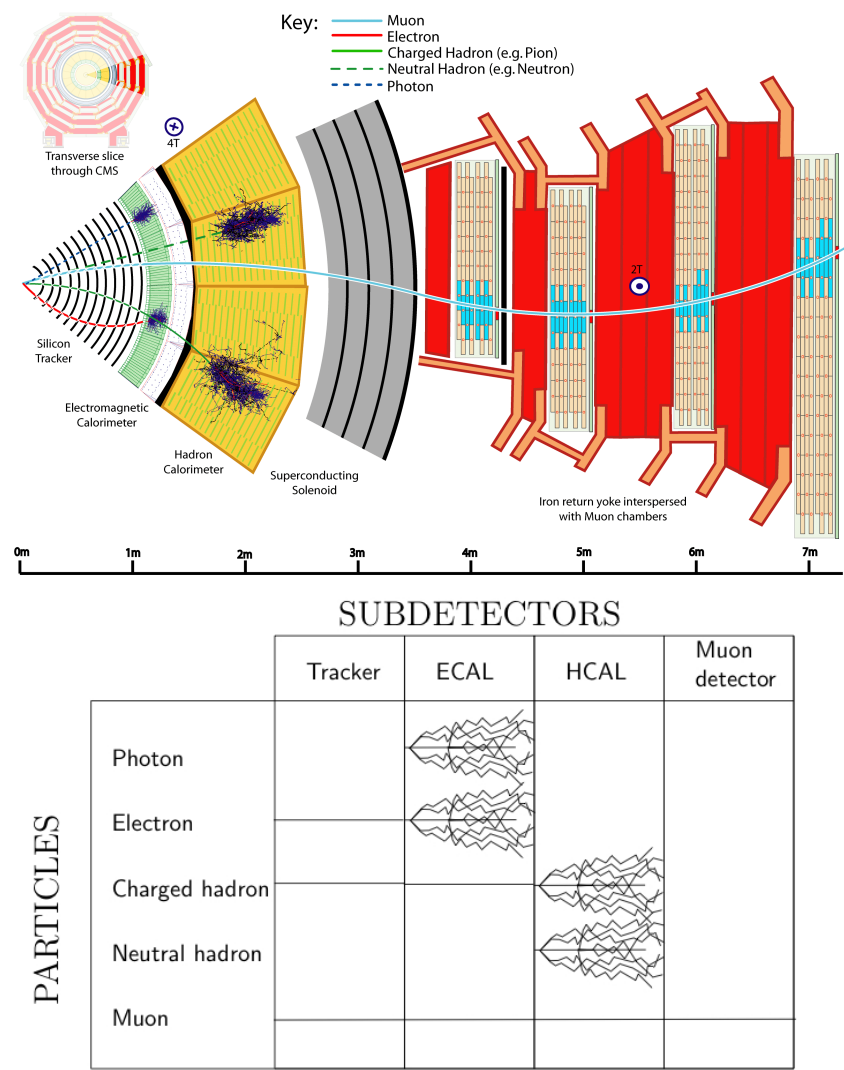 Key:
Muon
Electron
Charged Hadron (e.g. Pion)
Neutral Hadron (e.g. Neutron)
Photon
Transverse slice
through CMS
4T
2T
Silicon
Tracker
Electromagnetic
Calorimeter
Hadron
Calorimeter
Superconducting
Solenoid
Iron return yoke interspersed
with Muon chambers
0m 1m 2m 3m 4m 5m 6m 7m
SUBDETECTORS
Tracker ECAL HCAL Muon
detector
PARTICLES
Photon
Electron
Charged hadron
Neutral hadron
Muon